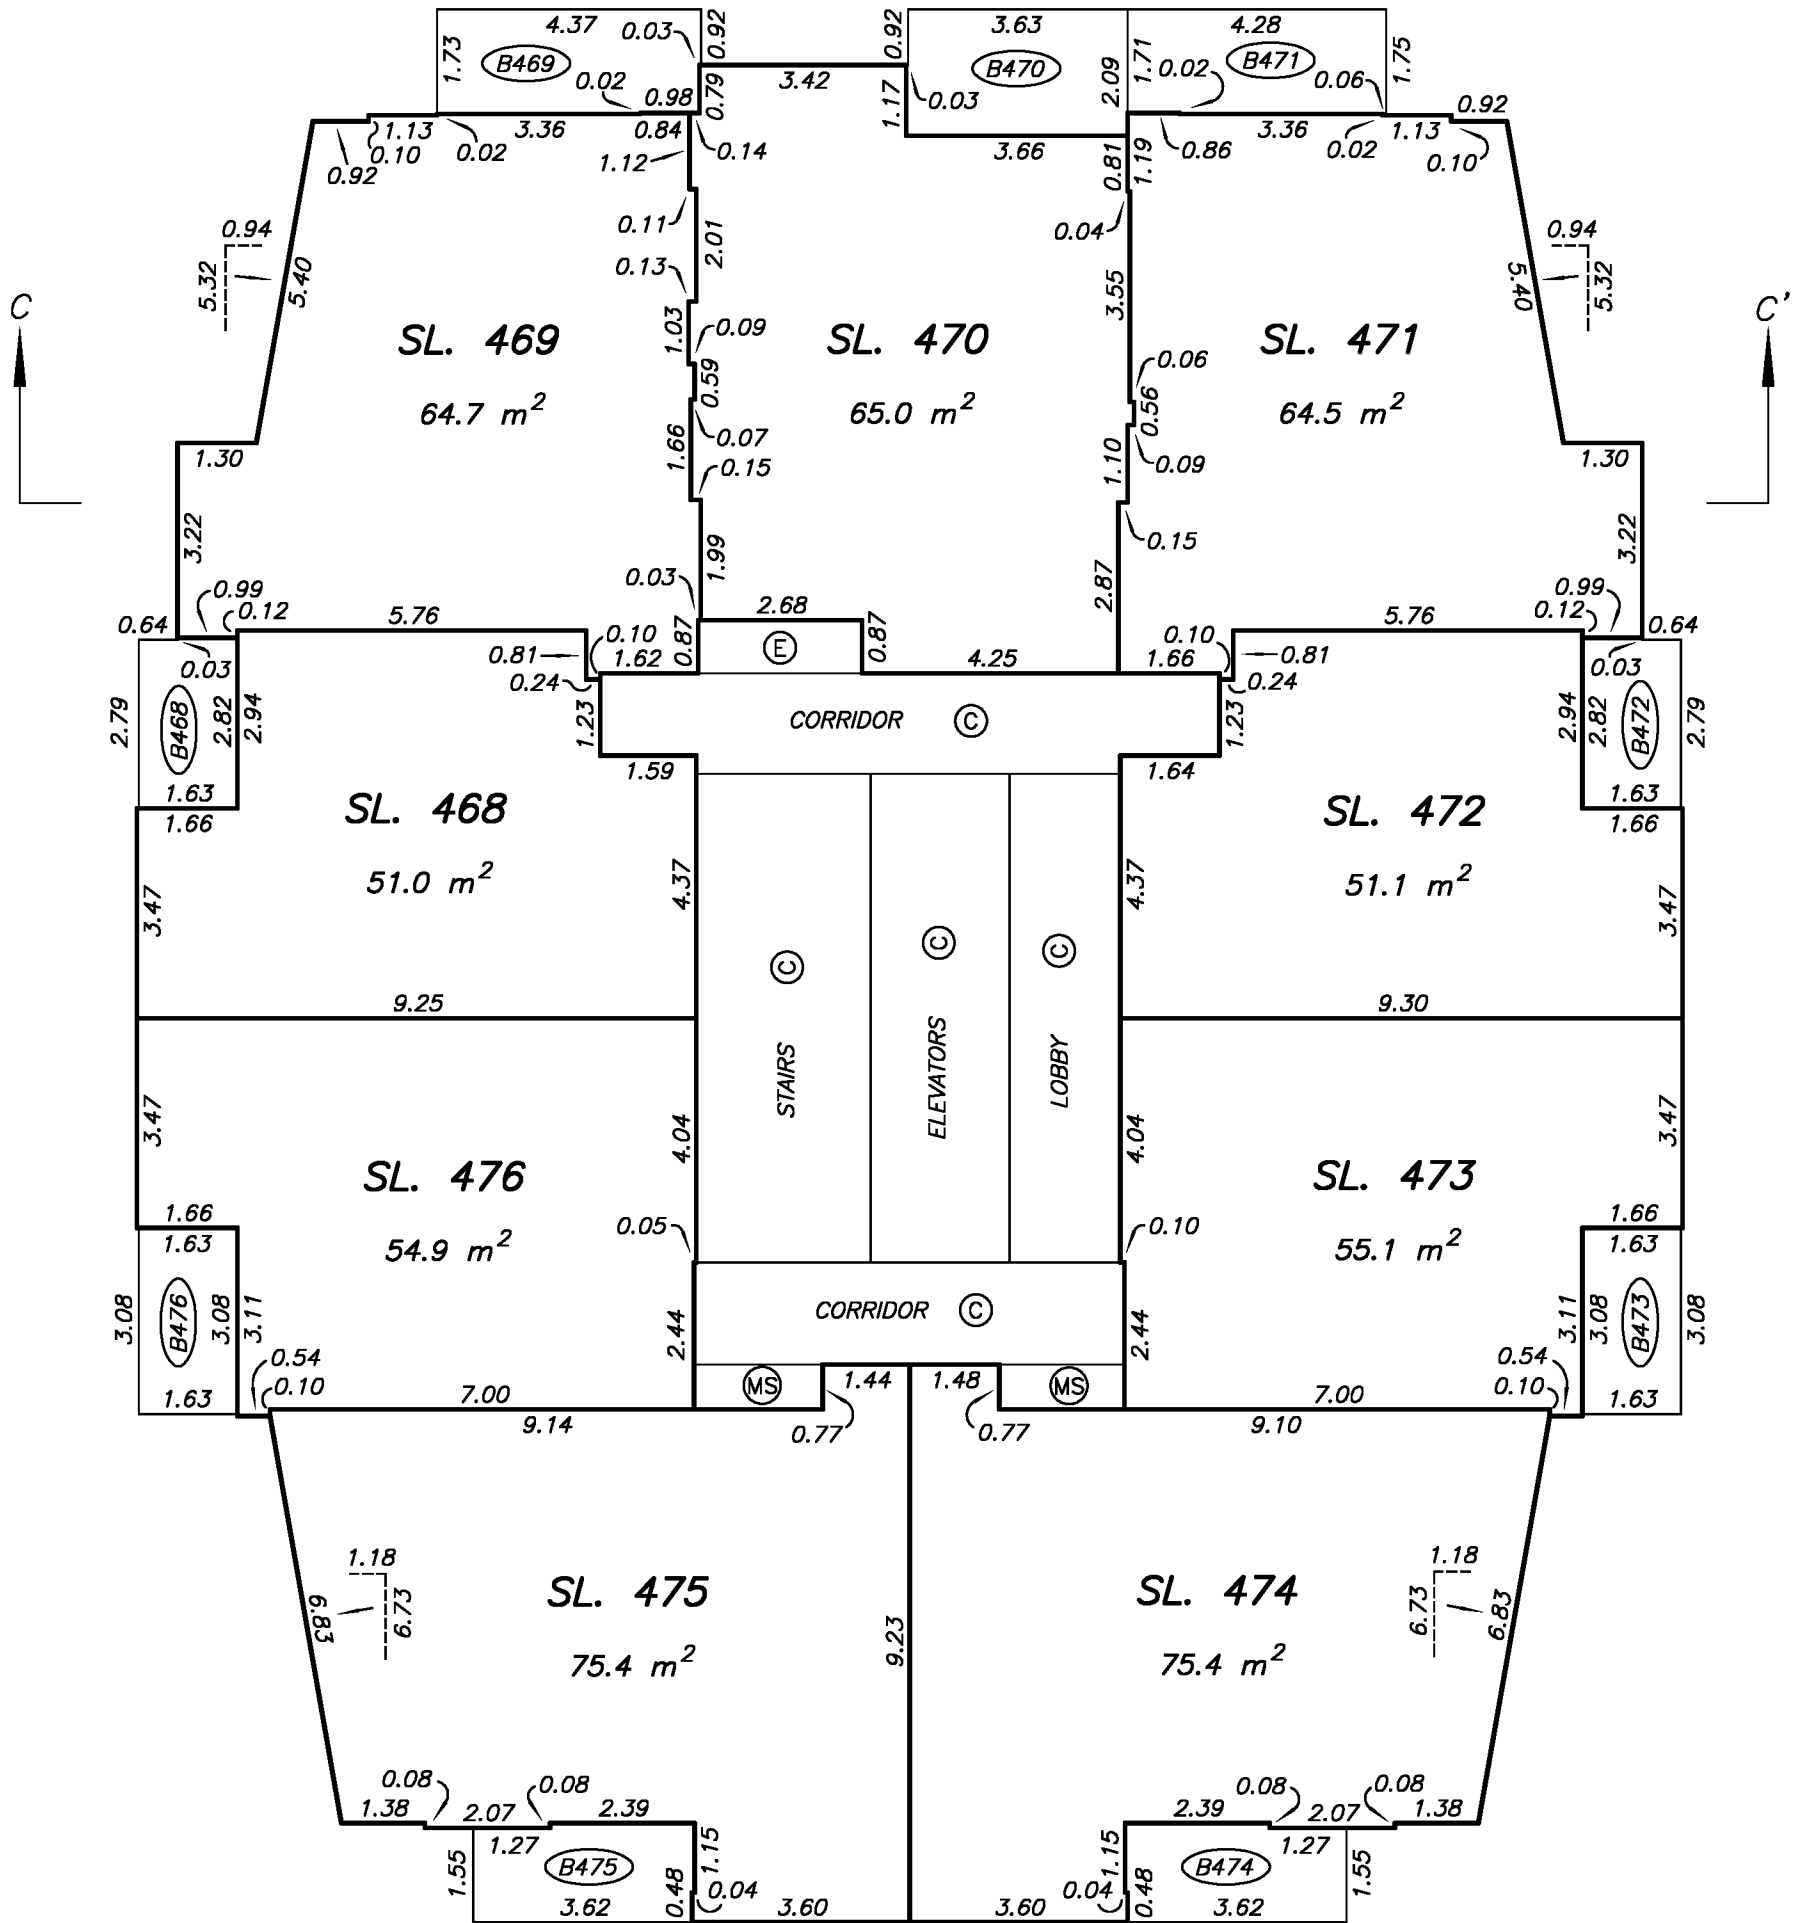 4.37 0.03 0.92 0.92 3.63 4.28
1.73 B469 B470 1.71 B471 1.75
0.02 0.98 0.79 3.42 1.17 0.03 2.09 0.02 0.06 0.92
1.13 3.36 0.84 3.36 1.13
0.10 0.02 1.12 0.14 3.66 0.81 1.19 0.86 0.02 0.10
0.92
0.94 0.11 2.01 0.04 0.94
5.32 5.40 0.13 3.55 5.40 5.32
C C'
1.03 0.09 0.06
SL. 469 SL. 470 SL. 471
0.59 0.56
64.7 m² 65.0 m² 64.5 m²
1.66 0.07 1.10 0.09
1.30 0.15 1.30
3.22 1.99 0.15 3.22
0.99 0.03 2.87 0.99
0.64 0.12 5.76 2.68 5.76 0.12 0.64
0.10 0.87 E 0.87 0.10
0.03 0.81 1.62 4.25 1.66 0.81 0.03
0.24 0.24
2.79 B468 2.82 2.94 1.23 CORRIDOR C 1.23 2.94 2.82 B472 2.79
1.63 1.59 1.64 1.63
1.66 SL. 468 SL. 472 1.66
3.47 51.0 m² 4.37 4.37 51.1 m² 3.47
C C C
9.25 9.30
STAIRS ELEVATORS LOBBY
3.47 4.04 4.04 3.47
SL. 476 SL. 473
1.66 0.05 0.10 1.66
1.63 54.9 m² 55.1 m² 1.63
3.08 B476 3.08 3.11 2.44 CORRIDOR C 2.44 3.11 3.08 B473 3.08
0.54 0.54
1.63 0.10 7.00 MS 1.44 1.48 MS 7.00 0.10 1.63
9.14 0.77 0.77 9.10
1.18 1.18
6.83 6.73 SL. 475 SL. 474 6.73 6.83
75.4 m² 9.23 75.4 m²
0.08 0.08 0.08 0.08
1.38 2.07 2.39 2.39 2.07 1.38
1.27 1.15 1.15 1.27
1.55 B475 B474 1.55
3.62 0.48 0.04 3.60 3.60 0.04 0.48 3.62